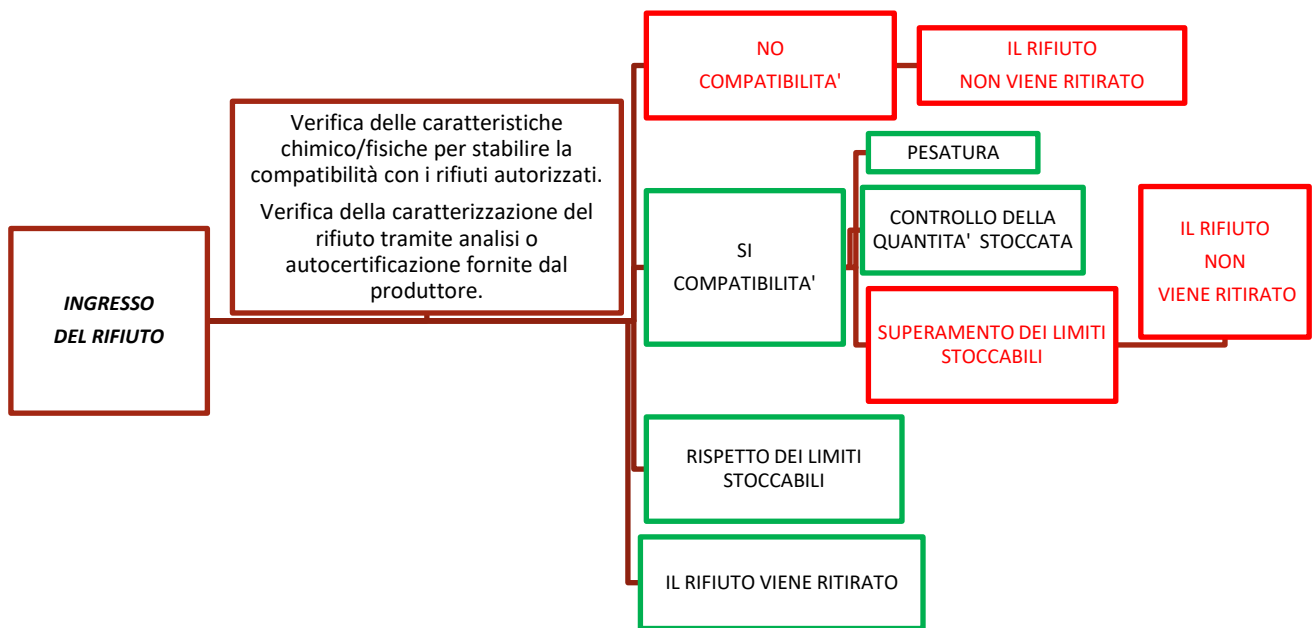 INGRESSO
DEL RIFIUTO
Verifica delle caratteristiche
chimico/fisiche per stabilire la
compatibilità con i rifiuti autorizzati.
Verifica della caratterizzazione del
rifiuto tramite analisi o
autocertificazione fornite dal
produttore.
NO
COMPATIBILITA'
IL RIFIUTO
NON VIENE RITIRATO
SI
COMPATIBILITA'
PESATURA
CONTROLLO DELLA
QUANTITA' STOCCATA
SUPERAMENTO DEI LIMITI
STOCCABILI
IL RIFIUTO
NON
VIENE RITIRATO
RISPETTO DEI LIMITI
STOCCABILI
IL RIFIUTO VIENE RITIRATO